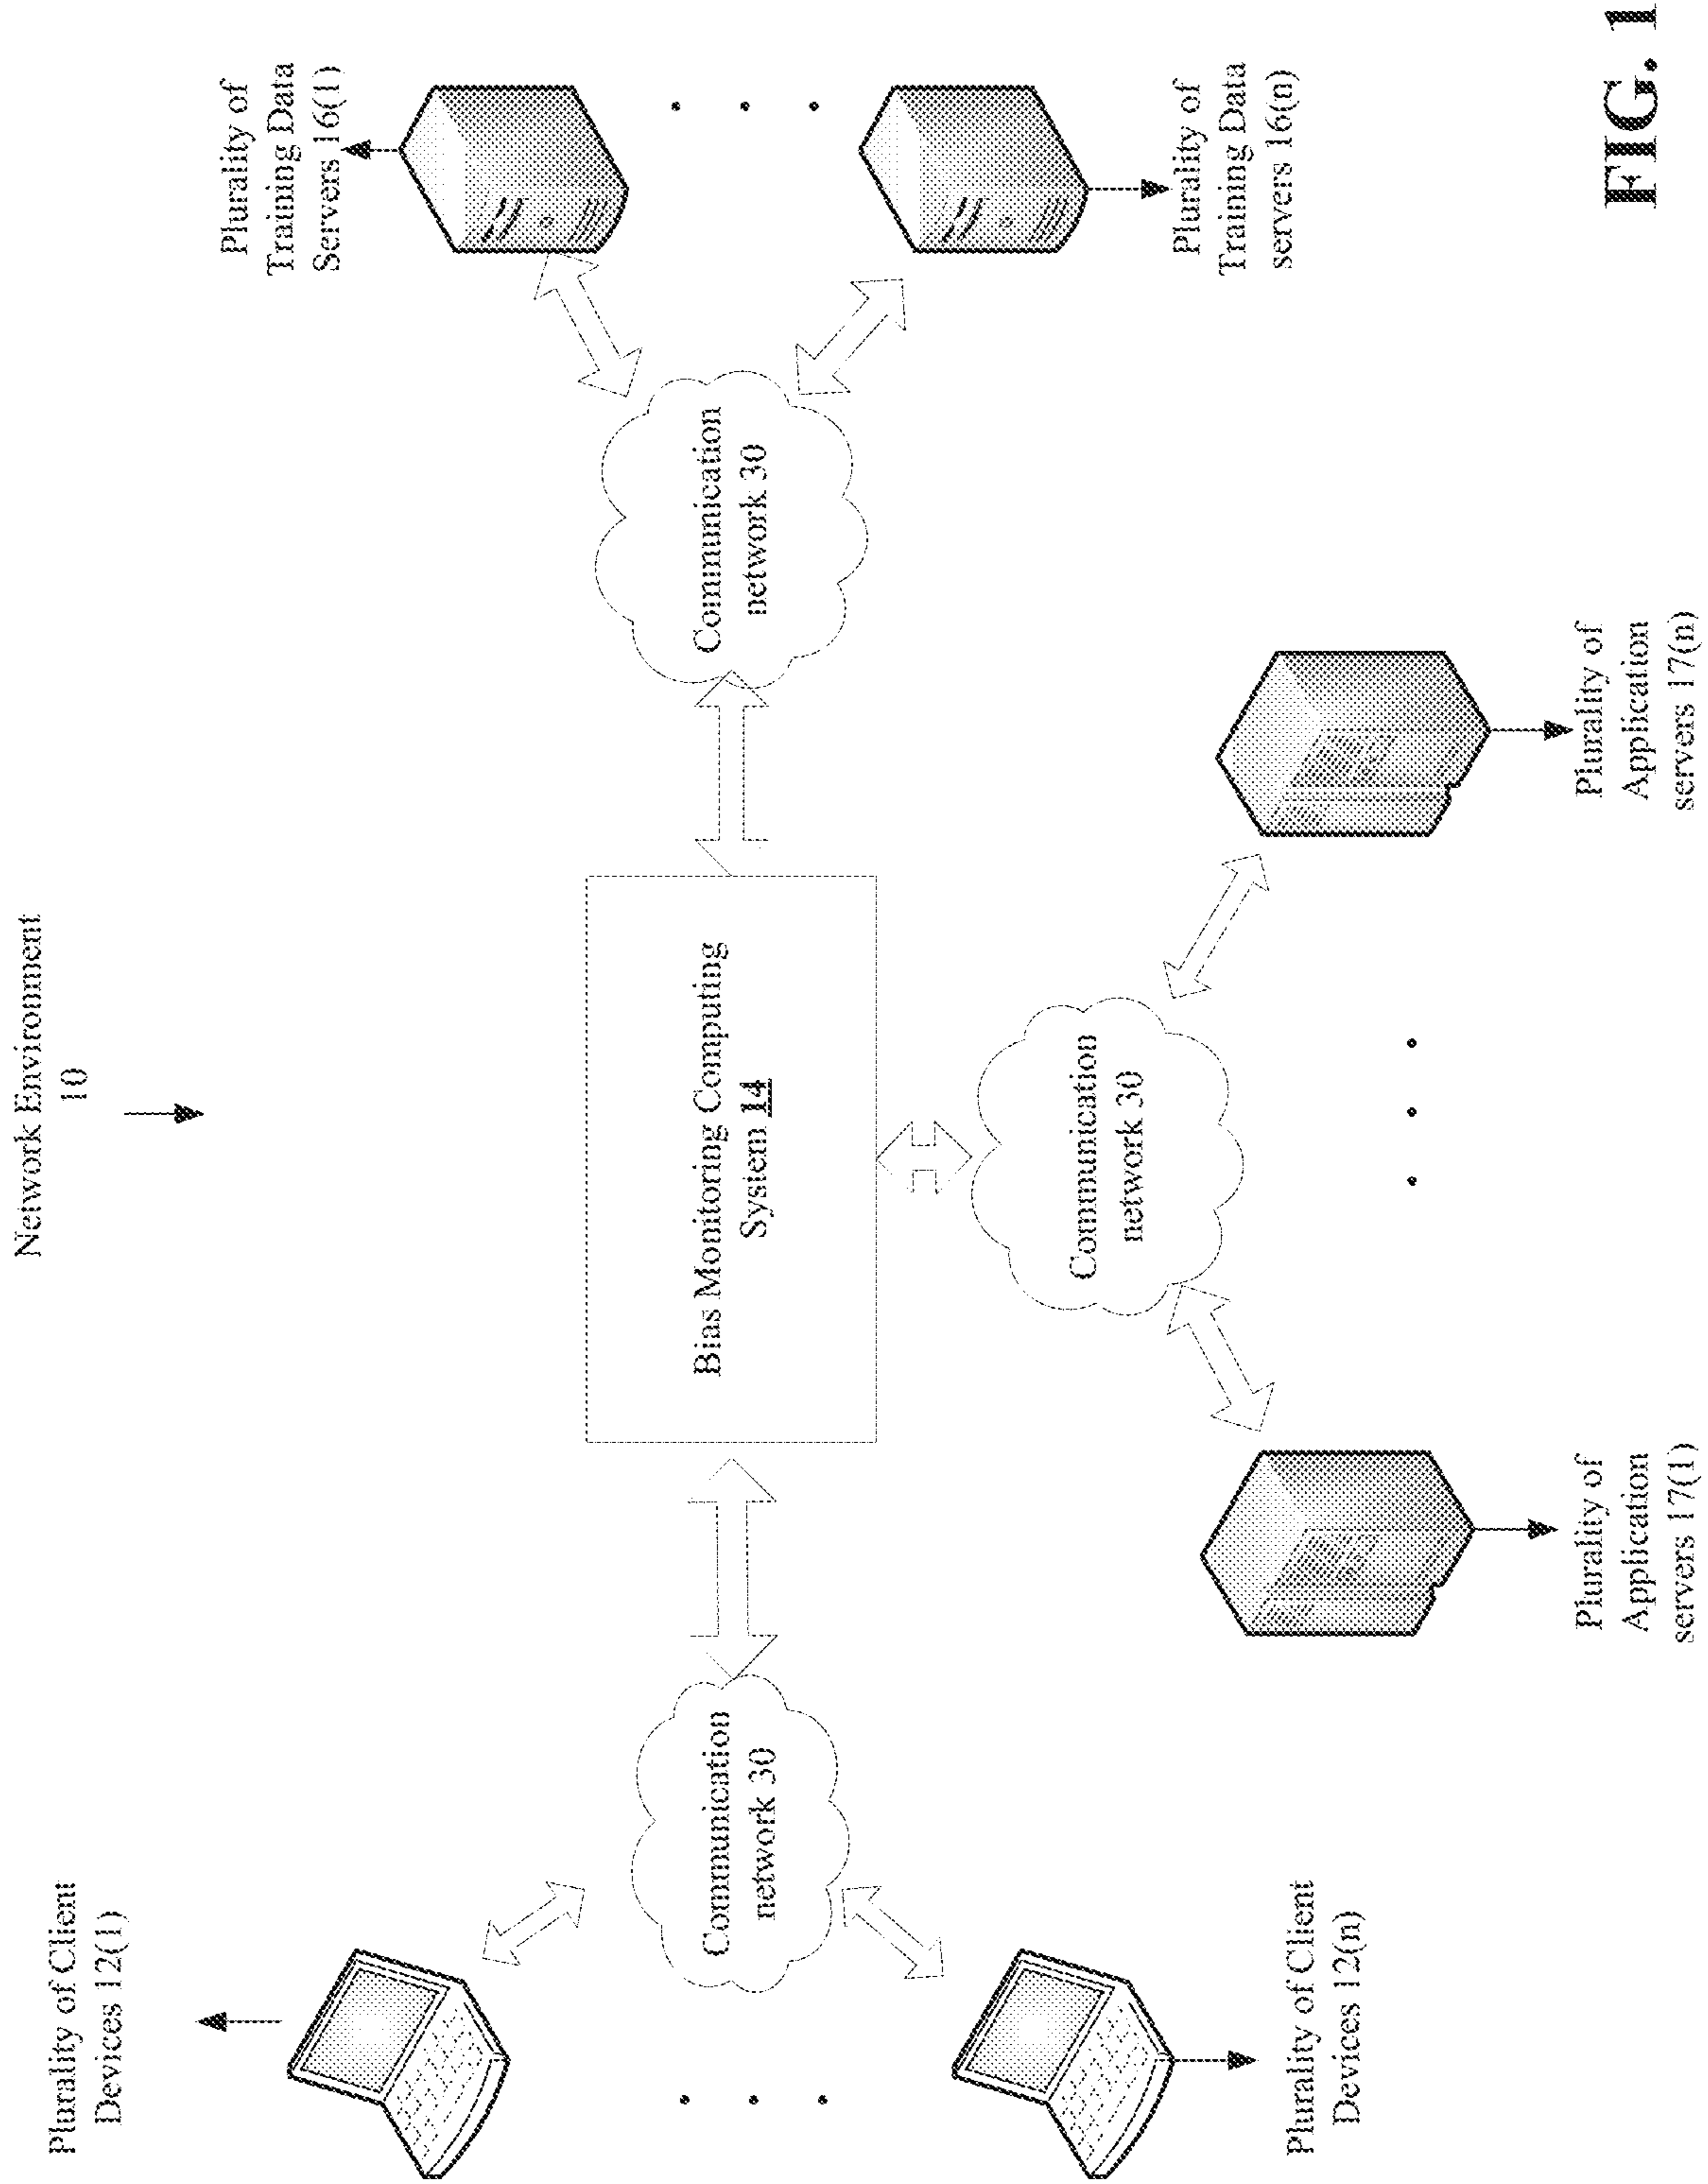 Network Environment
10
Plurality of Client
Devices 12(1)
Plurality of
Training Data
Servers 16(1)
Communication
network 30
Bias Monitoring Computing
System 14
Communication
network 30
Communication
network 30
Plurality of Client
Devices 12(n)
Plurality of
Training Data
servers 16(n)
Plurality of
Application
servers 17(1)
Plurality of
Application
servers 17(n)
FIG. 1